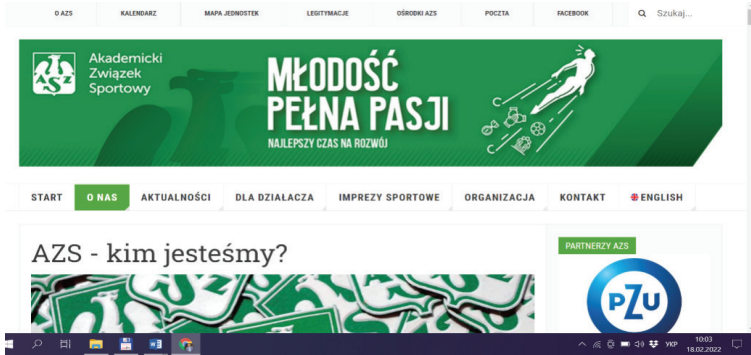 O AZS KALENDARZ MAPA JEDNOSTEK LEGITYMACJE OŚRODKI AZS POCZTA FACEBOOK Szukaj...
AZS
Akademicki
Związek
Sportowy
MŁODOŚĆ
PEŁNA PASJI
NAJLEPSZY CZAS NA ROZWÓJ
START O NAS AKTUALNOŚCI DLA DZIAŁACZA IMPREZY SPORTOWE ORGANIZACJA KONTAKT ENGLISH
AZS - kim jesteśmy?
PARTNERZY AZS
PZU
УКР
10:03
18.02.2022